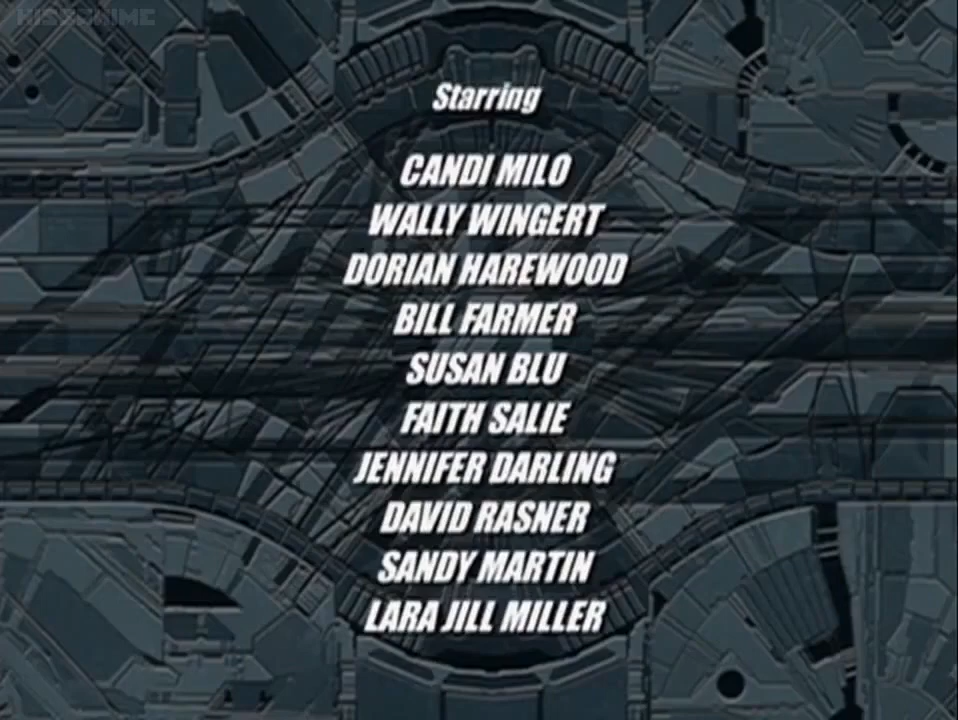 KISSANIME
Starring
CANDI MILO
WALLY WINGERT
DORIAN HAREWOOD
BILL FARMER
SUSAN BLU
FAITH SALIE
JENNIFER DARLING
DAVID RASNER
SANDY MARTIN
LARA JILL MILLER